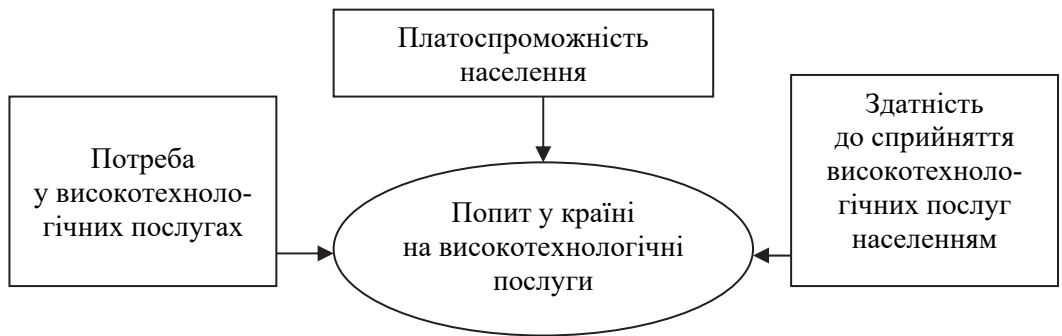 Платоспроможність
населення
Потреба
у високотехноло-
гічних послугах
Попит у країні
на високотехнологічні
послуги
Здатність
до сприйняття
високотехноло-
гічних послуг
населенням